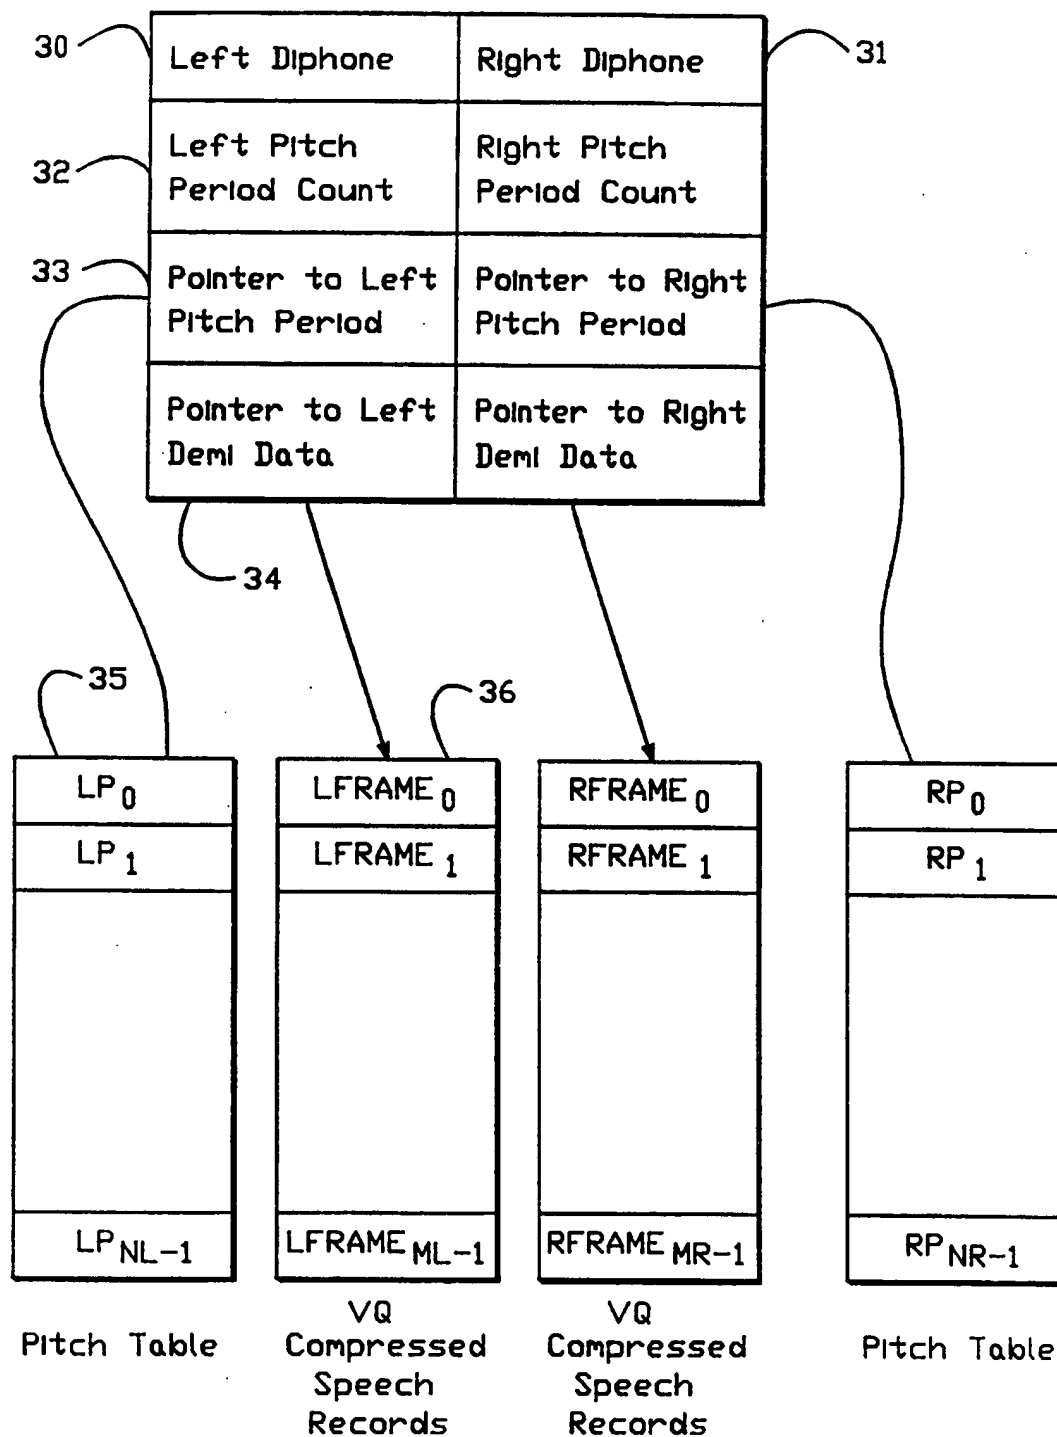 30 Left Diphone Right Diphone 31
32 Left Pitch Period Count Right Pitch Period Count
33 Pointer to Left Pitch Period Pointer to Right Pitch Period
Pointer to Left Demi Data Pointer to Right Demi Data
34
35 36
LP0 LFRAME0 RFRAME0 RP0
LP1 LFRAME1 RFRAME1 RP1
LPNL-1 LFRAMEML-1 RFRAMEMR-1 RPNR-1
Pitch Table
VQ
Compressed
Speech
Records
VQ
Compressed
Speech
Records
Pitch Table